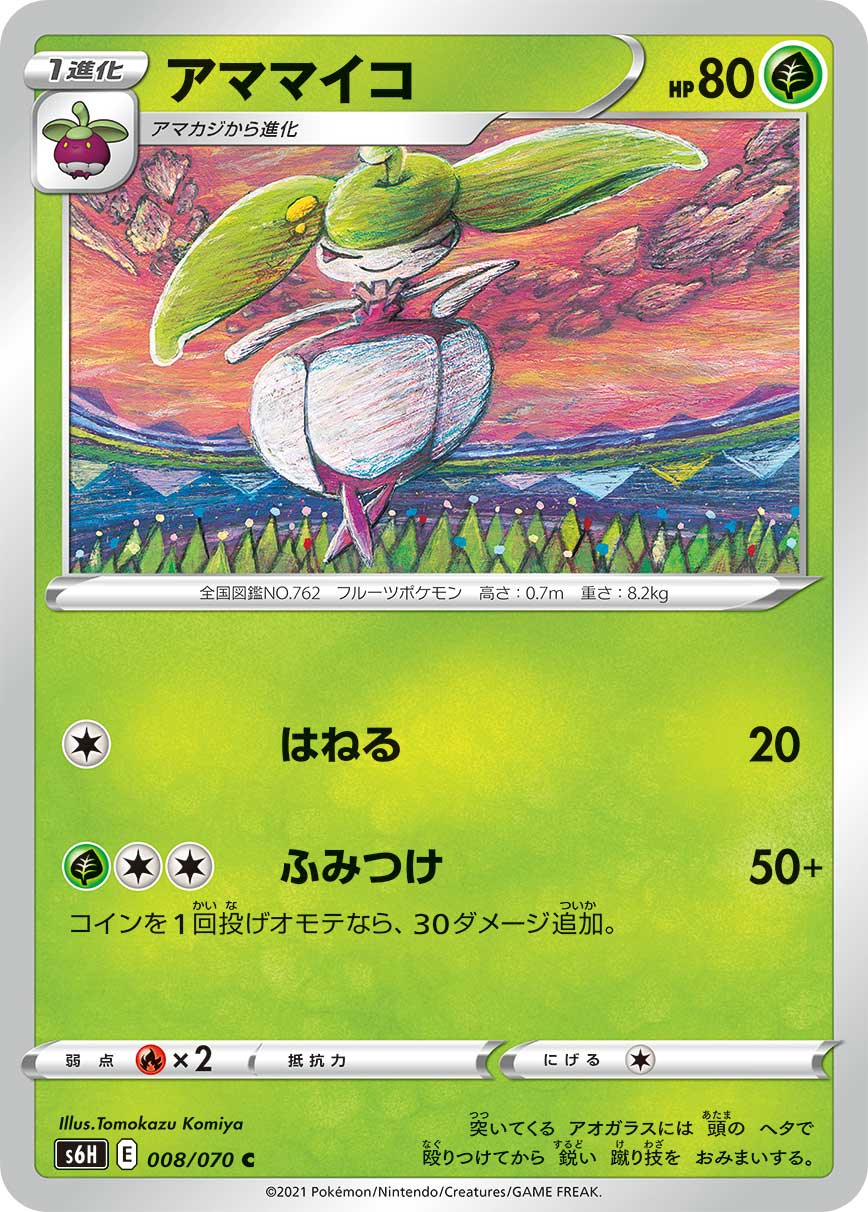 1進化
アママイコ
HP80
アマカジから進化
全国図鑑NO.762 フルーツポケモン 高さ：0.7m 重さ：8.2kg
はねる 20
ふみつけ 50+
コインを1回投げオモテなら、30ダメージ追加。
弱点 ×2 抵抗力 にげる
Illus.Tomokazu Komiya
s6H E 008/070 C
突いてくる アオガラスには 頭の ヘタで
殴りつけてから 鋭い 蹴り技を おみまいする。
©2021 Pokémon/Nintendo/Creatures/GAME FREAK.